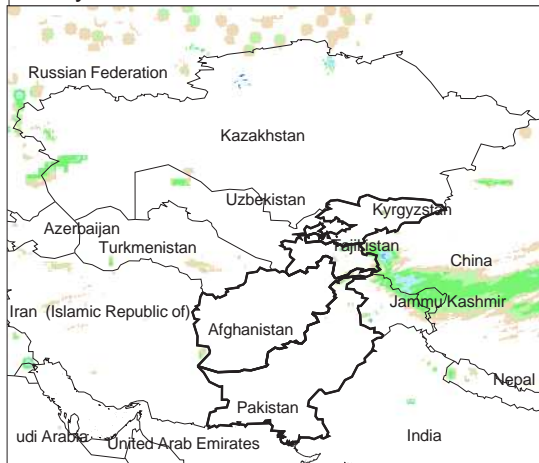 Russian Federation
Kazakhstan
Uzbekistan
Kyrgyzstan
Azerbaijan
Turkmenistan
Tajikistan
China
Iran (Islamic Republic of)
Jammu Kashmir
Afghanistan
Nepal
Pakistan
udi Arabia
United Arab Emirates
India